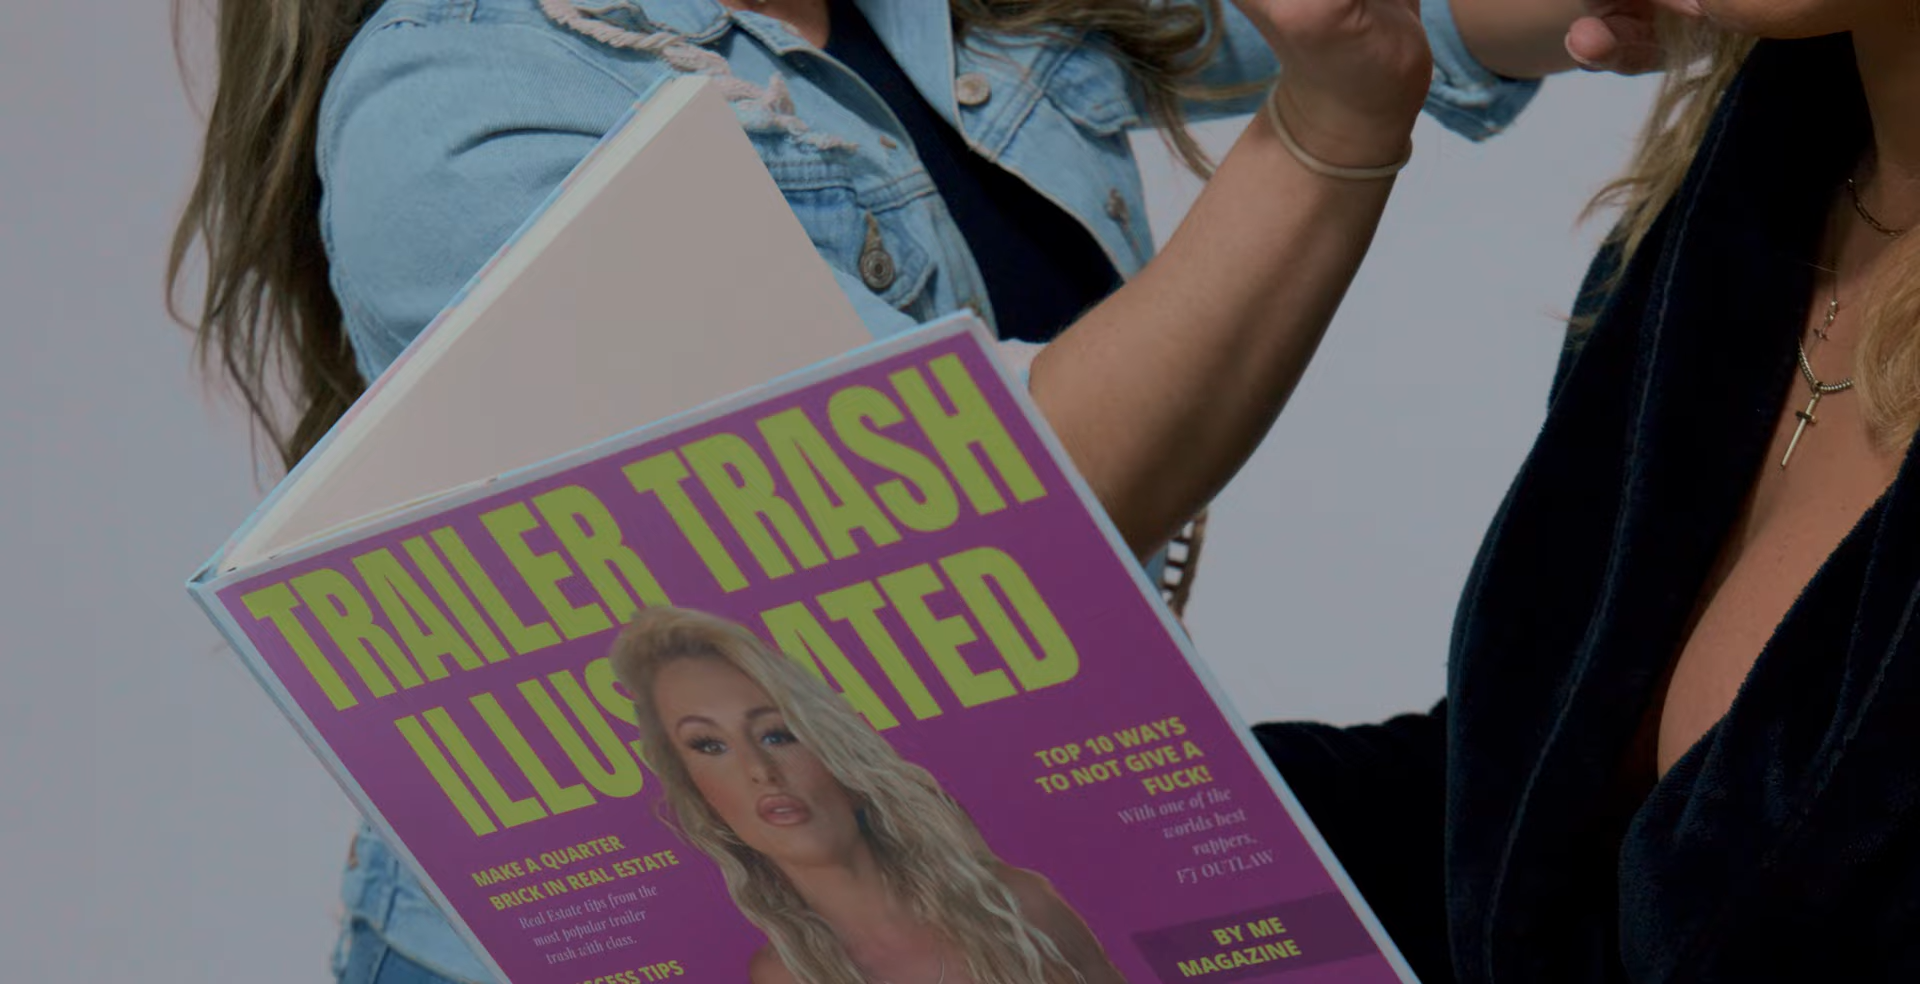 TRAILER TRASH
ILLUS ATED
TOP 10 WAYS
TO NOT GIVE A
FUCK!
With one of the
worlds best
rappers,
FJ OUTLAW
MAKE A QUARTER
BRICK IN REAL ESTATE
Real Estate tips from the
most popular trailer
trash with class.
CESS TIPS
BY ME
MAGAZINE